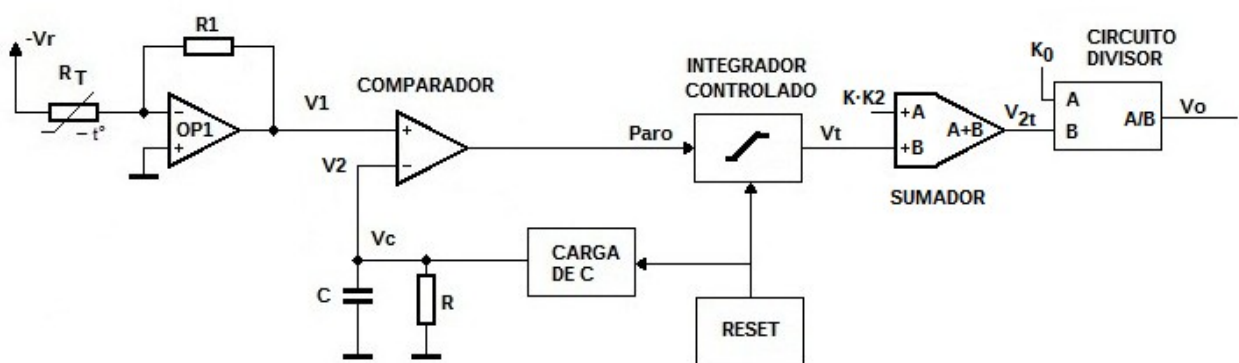 -Vr
RT
-t°
R1
OP1
-
+
V1
COMPARADOR
+
-
V2
Vc
C
R
CARGA
DE C
RESET
Paro
INTEGRADOR
CONTROLADO
Vt
K·K2
+A
+B
A+B
SUMADOR
V2t
K0
CIRCUITO
DIVISOR
A
B
A/B
Vo